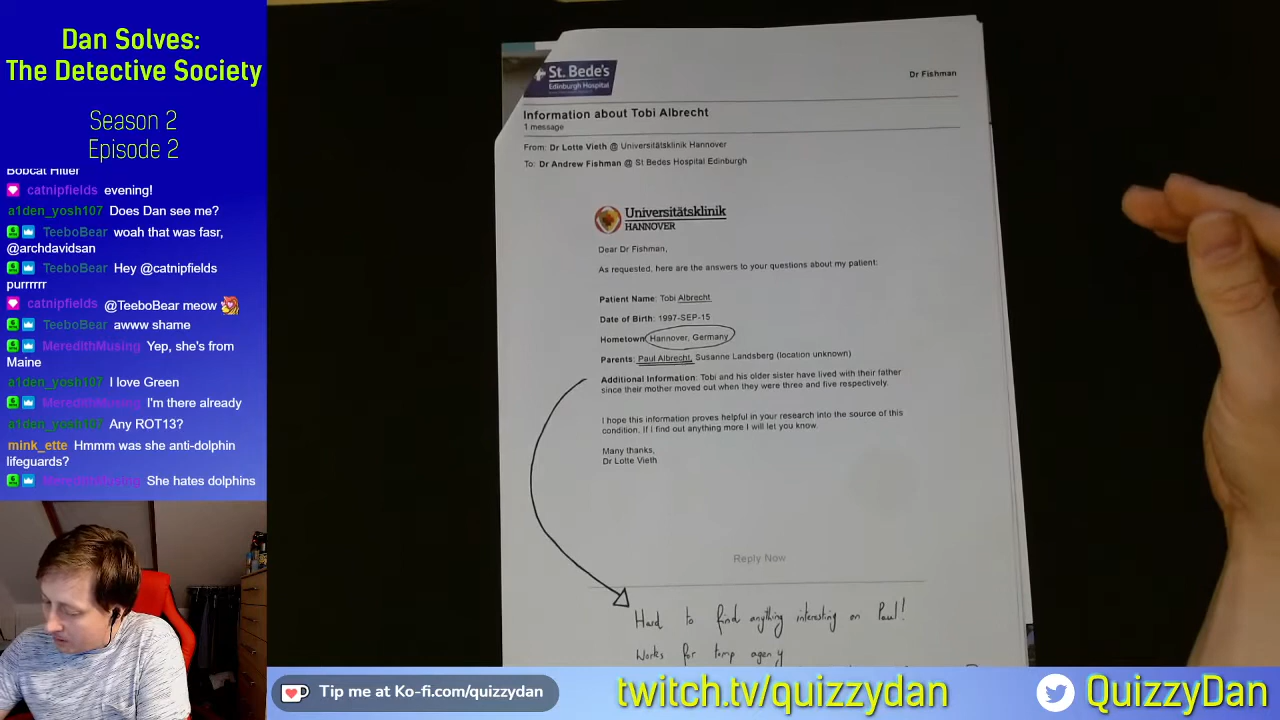 Dan Solves:
The Detective Society
Season 2
Episode 2
Bobcat Hitler
catnipfields evening!
a1den_yosh107 Does Dan see me?
TeeboBear woah that was fasr,
@archdavidsan
TeeboBear Hey @catnipfields
purrrrrr
catnipfields @TeeboBear meow
TeeboBear awww shame
MeredithMusing Yep, she's from
Maine
a1den_yosh107 I love Green
MeredithMusing I'm there already
a1den_yosh107 Any ROT13?
mink_ette Hmmm was she anti-dolphin
lifeguards?
MeredithMusing She hates dolphins
St. Bede's
Edinburgh Hospital
Dr Fishman
Information about Tobi Albrecht
1 message
From: Dr Lotte Vieth @ Universitätsklinik Hannover
To: Dr Andrew Fishman @ St Bedes Hospital Edinburgh
Universitätsklinik
HANNOVER
Dear Dr Fishman,
As requested, here are the answers to your questions about my patient:
Patient Name: Tobi Albrecht
Date of Birth: 1997-SEP-15
Hometown: Hannover, Germany
Parents: Paul Albrecht, Susanne Landsberg (location unknown)
Additional Information: Tobi and his older sister have lived with their father
since their mother moved out when they were three and five respectively.
I hope this information proves helpful in your research into the source of this
condition. If I find out anything more I will let you know.
Many thanks,
Dr Lotte Vieth
Reply Now
Hard to find anything interesting on Paul!
Works for temp agency
Tip me at Ko-fi.com/quizzydan
twitch.tv/quizzydan
QuizzyDan